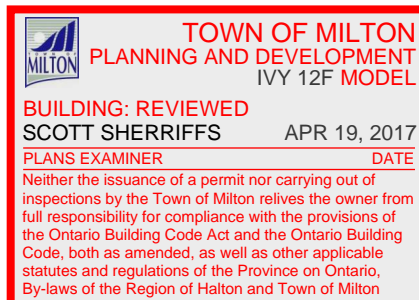 TOWN OF
MILTON
TOWN OF MILTON
PLANNING AND DEVELOPMENT
IVY 12F MODEL
BUILDING: REVIEWED
SCOTT SHERRIFFS APR 19, 2017
PLANS EXAMINER DATE
Neither the issuance of a permit nor carrying out of
inspections by the Town of Milton relives the owner from
full responsibility for compliance with the provisions of
the Ontario Building Code Act and the Ontario Building
Code, both as amended, as well as other applicable
statutes and regulations of the Province on Ontario,
By-laws of the Region of Halton and Town of Milton